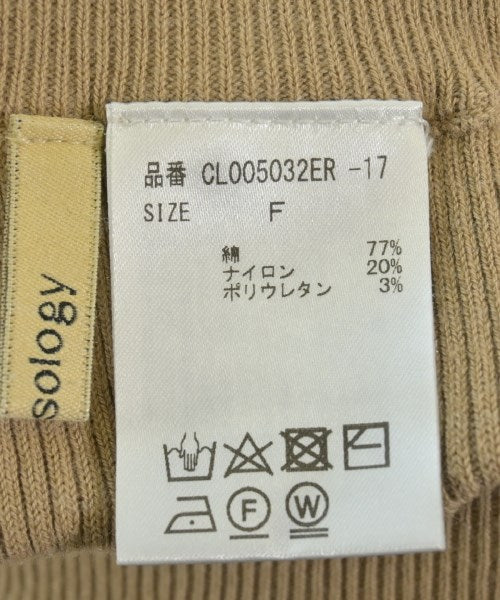 品番 CL005032ER -17
SIZE F
綿 77%
ナイロン 20%
ポリウレタン 3%
sology
F W